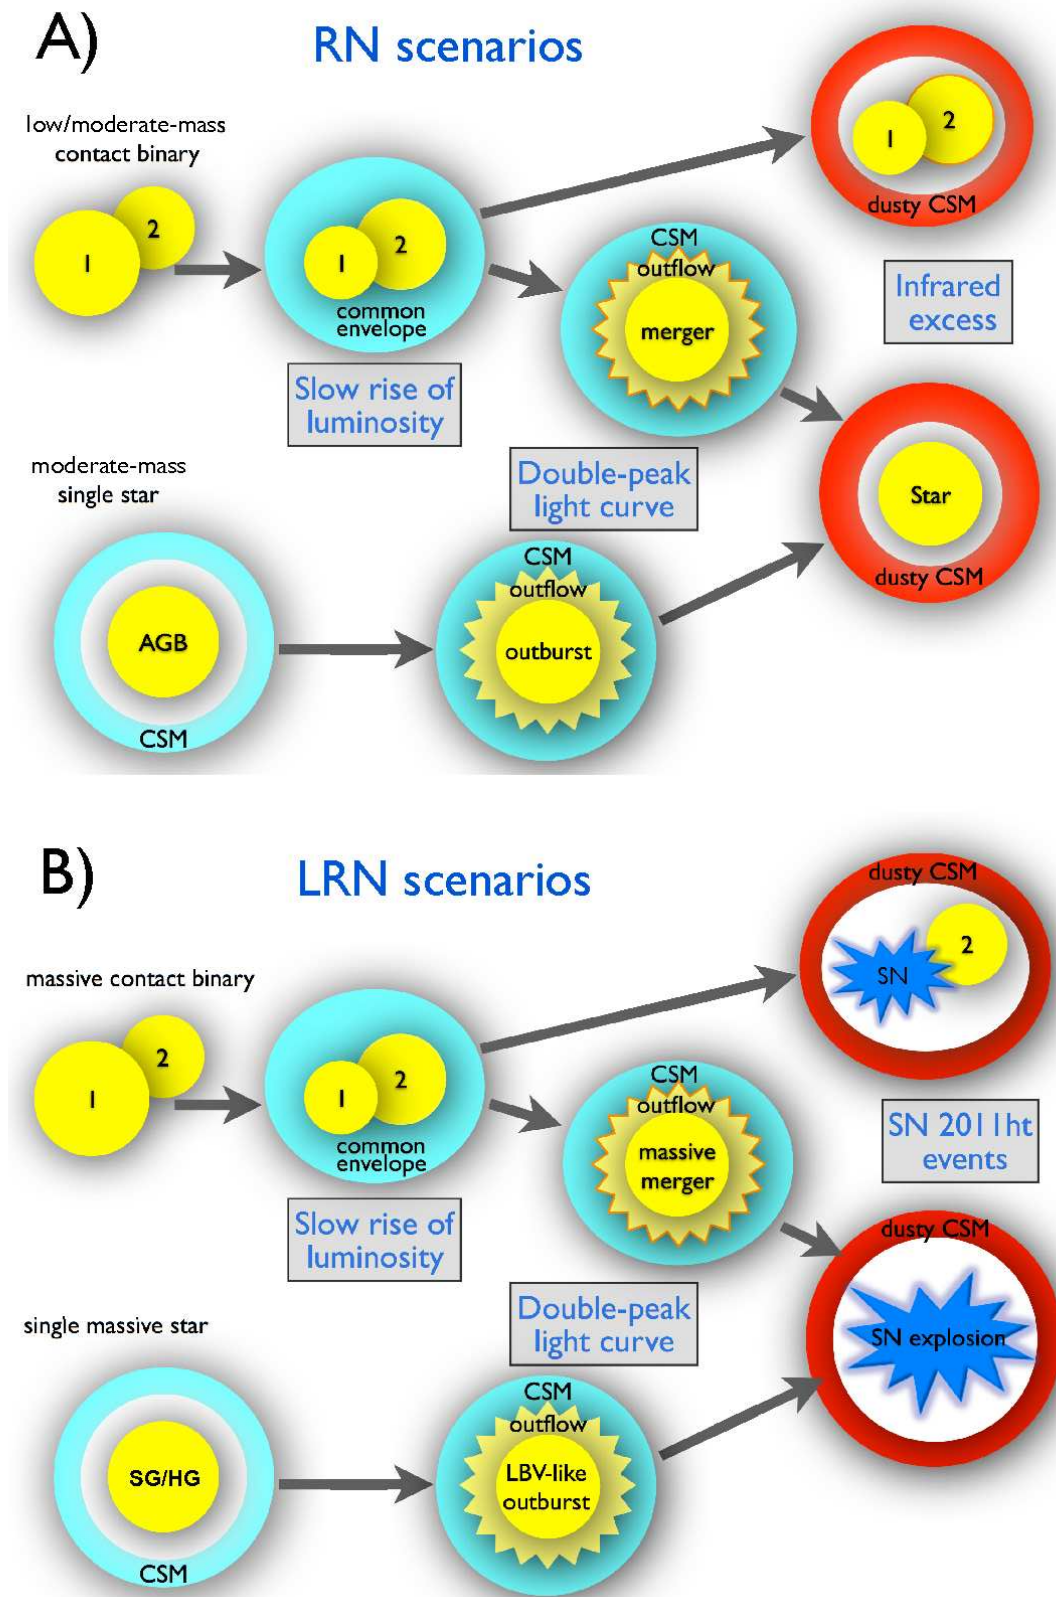 A)
RN scenarios
low/moderate-mass
contact binary
1
2
1
2
common
envelope
Slow rise of
luminosity
1
2
dusty CSM
CSM
outflow
merger
Infrared
excess
Double-peak
light curve
Star
dusty CSM
moderate-mass
single star
AGB
CSM
CSM
outflow
outburst
B)
LRN scenarios
massive contact binary
1
2
1
2
common
envelope
Slow rise of
luminosity
dusty CSM
SN
2
CSM
outflow
massive
merger
SN 2011ht
events
Double-peak
light curve
dusty CSM
SN explosion
single massive star
SG/HG
CSM
CSM
outflow
LBV-like
outburst